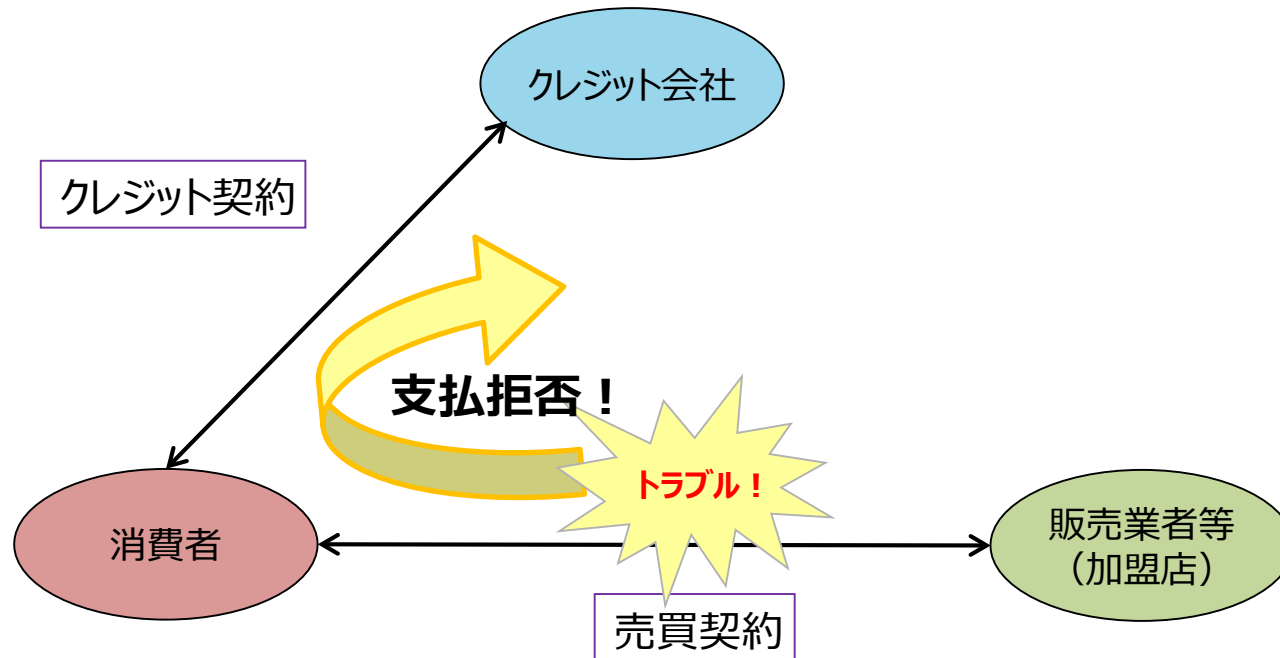 クレジット会社
クレジット契約
支払拒否！
トラブル！
消費者
販売業者等
（加盟店）
売買契約